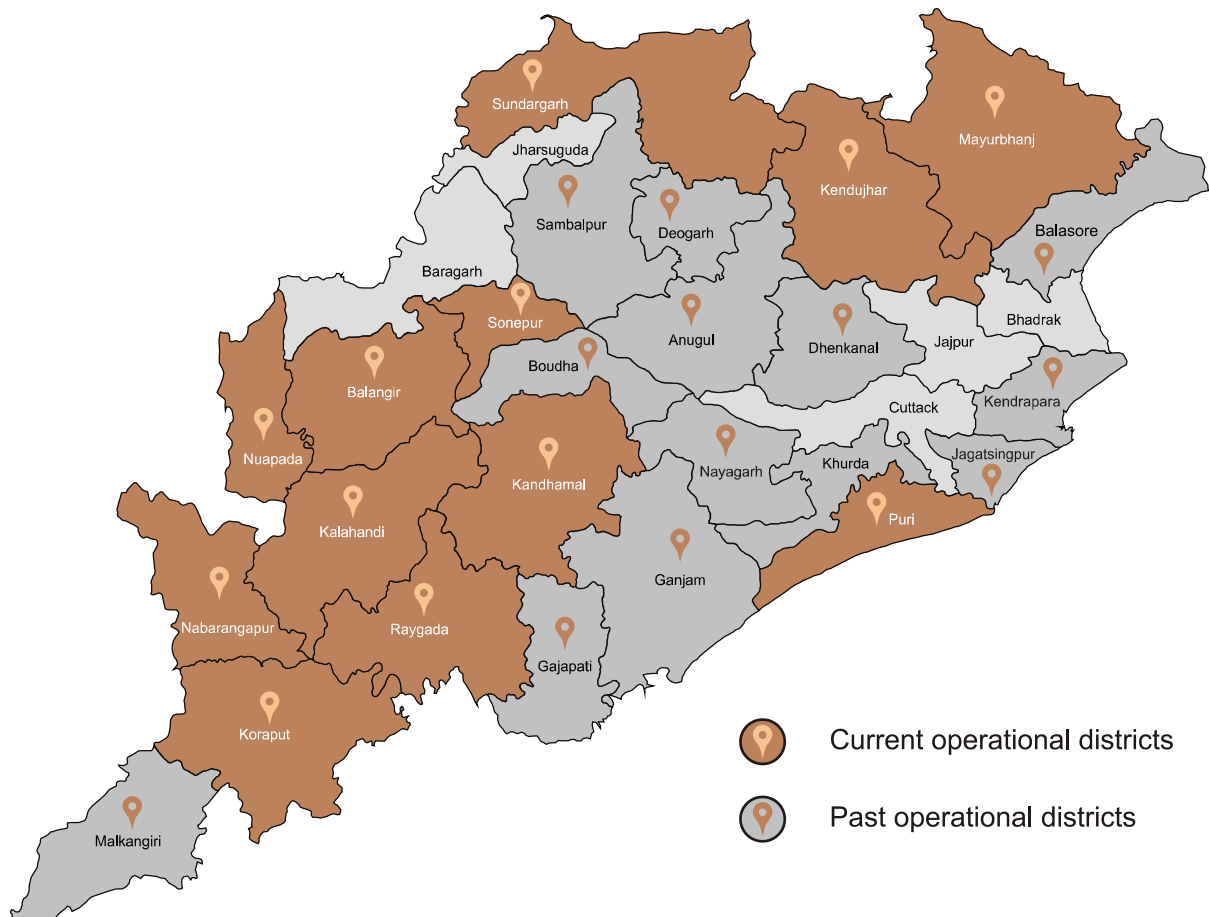 Sundargarh
Mayurbhanj
Jharsuguda
Kendujhar
Sambalpur
Deogarh
Balasore
Baragarh
Sonepur
Bhadrak
Anugul
Dhenkanal
Jajpur
Boudha
Balangir
Kendrapara
Cuttack
Nuapada
Jagatsingpur
Nayagarh
Khurda
Kandhamal
Puri
Kalahandi
Ganjam
Nabarangapur
Raygada
Gajapati
Koraput
Current operational districts
Past operational districts
Malkangiri